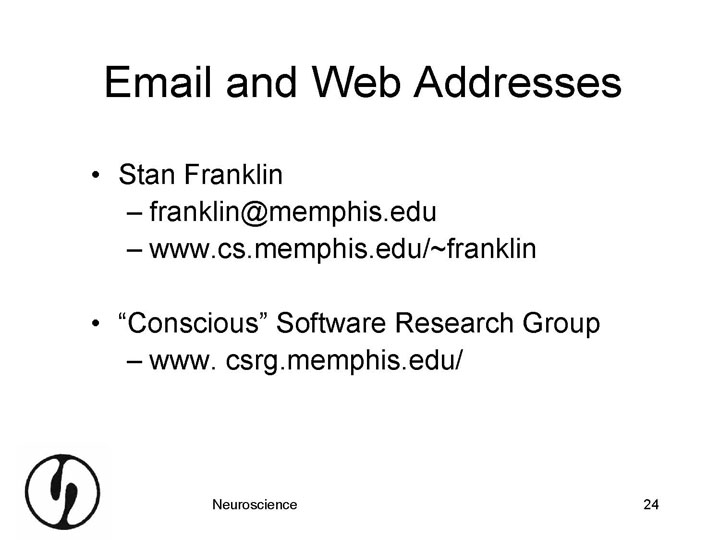 Email and Web Addresses
• Stan Franklin
– franklin@memphis.edu
– www.cs.memphis.edu/~franklin
• “Conscious” Software Research Group
– www. csrg.memphis.edu/
Neuroscience 24